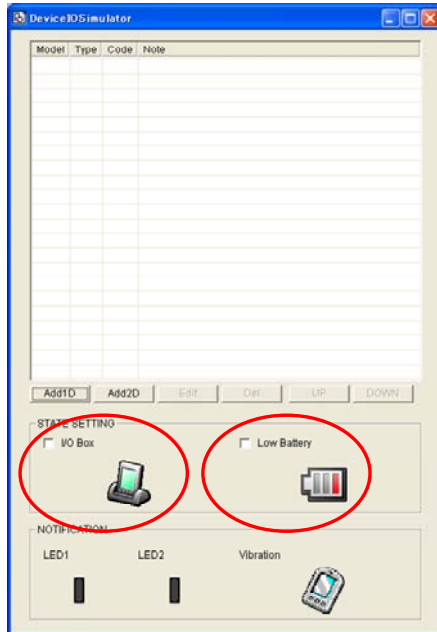 DeviceIOSimulator
Model Type Code Note
Add1D Add2D Edit Del UP DOWN
STATE SETTING
I/O Box Low Battery
NOTIFICATION
LED1 LED2 Vibration